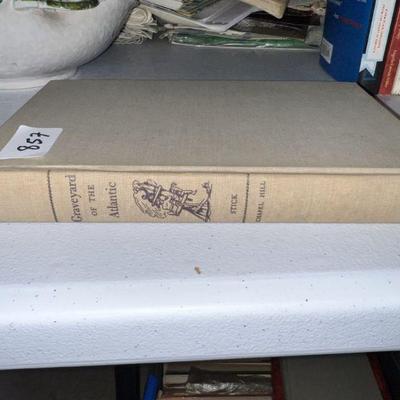 857
Graveyard
OF THE
Atlantic
STICK
CHAPEL HILL